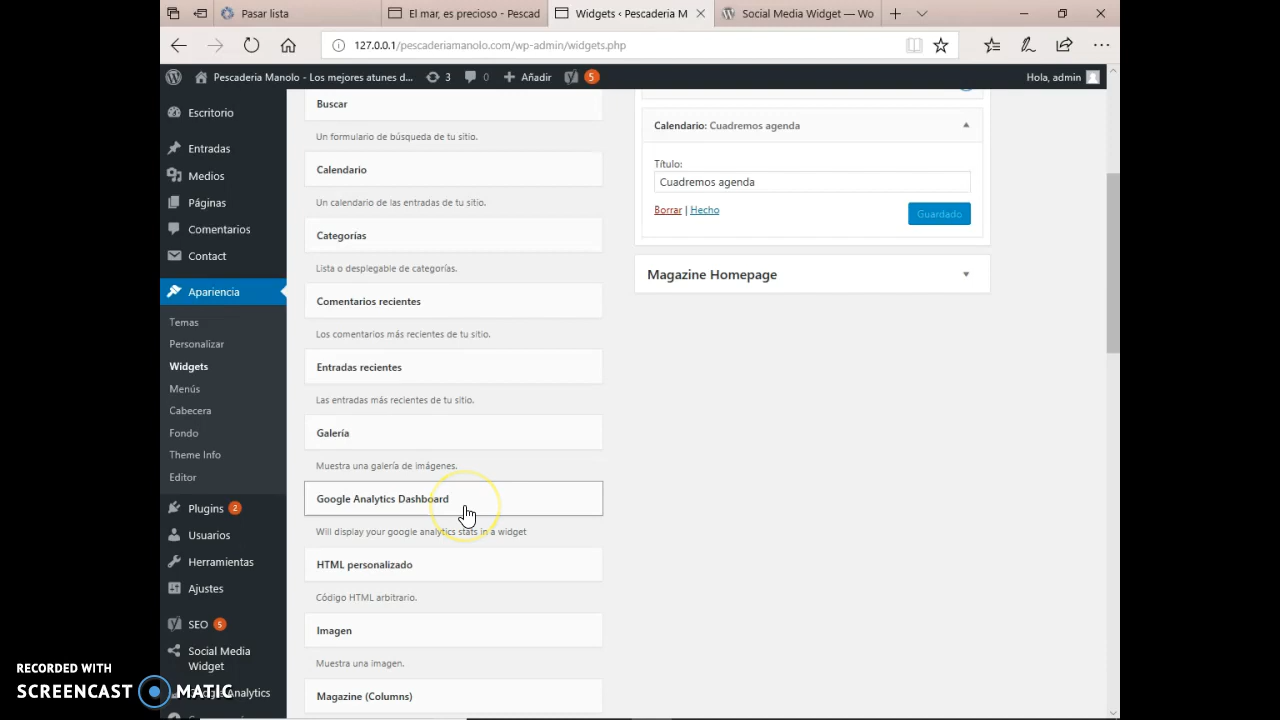 Pasar lista
El mar, es precioso - Pescad
Widgets ‹ Pescaderia M
Social Media Widget — Wo
127.0.0.1/pescaderiamanolo.com/wp-admin/widgets.php
Pescaderia Manolo - Los mejores atunes d...
3
0
Añadir
5
Hola, admin
Escritorio
Entradas
Medios
Páginas
Comentarios
Contact
Apariencia
Temas
Personalizar
Widgets
Menús
Cabecera
Fondo
Theme Info
Editor
Plugins 2
Usuarios
Herramientas
Ajustes
SEO 5
Social Media
Widget
Analytics
Buscar
Un formulario de búsqueda de tu sitio.
Calendario
Un calendario de las entradas de tu sitio.
Categorías
Lista o desplegable de categorías.
Comentarios recientes
Los comentarios más recientes de tu sitio.
Entradas recientes
Las entradas más recientes de tu sitio.
Galería
Muestra una galería de imágenes.
Google Analytics Dashboard
Will display your google analytics stats in a widget
HTML personalizado
Código HTML arbitrario.
Imagen
Muestra una imagen.
Magazine (Columns)
Calendario: Cuadremos agenda
Título:
Cuadremos agenda
Borrar | Hecho
Guardado
Magazine Homepage
RECORDED WITH
SCREENCAST MATIC